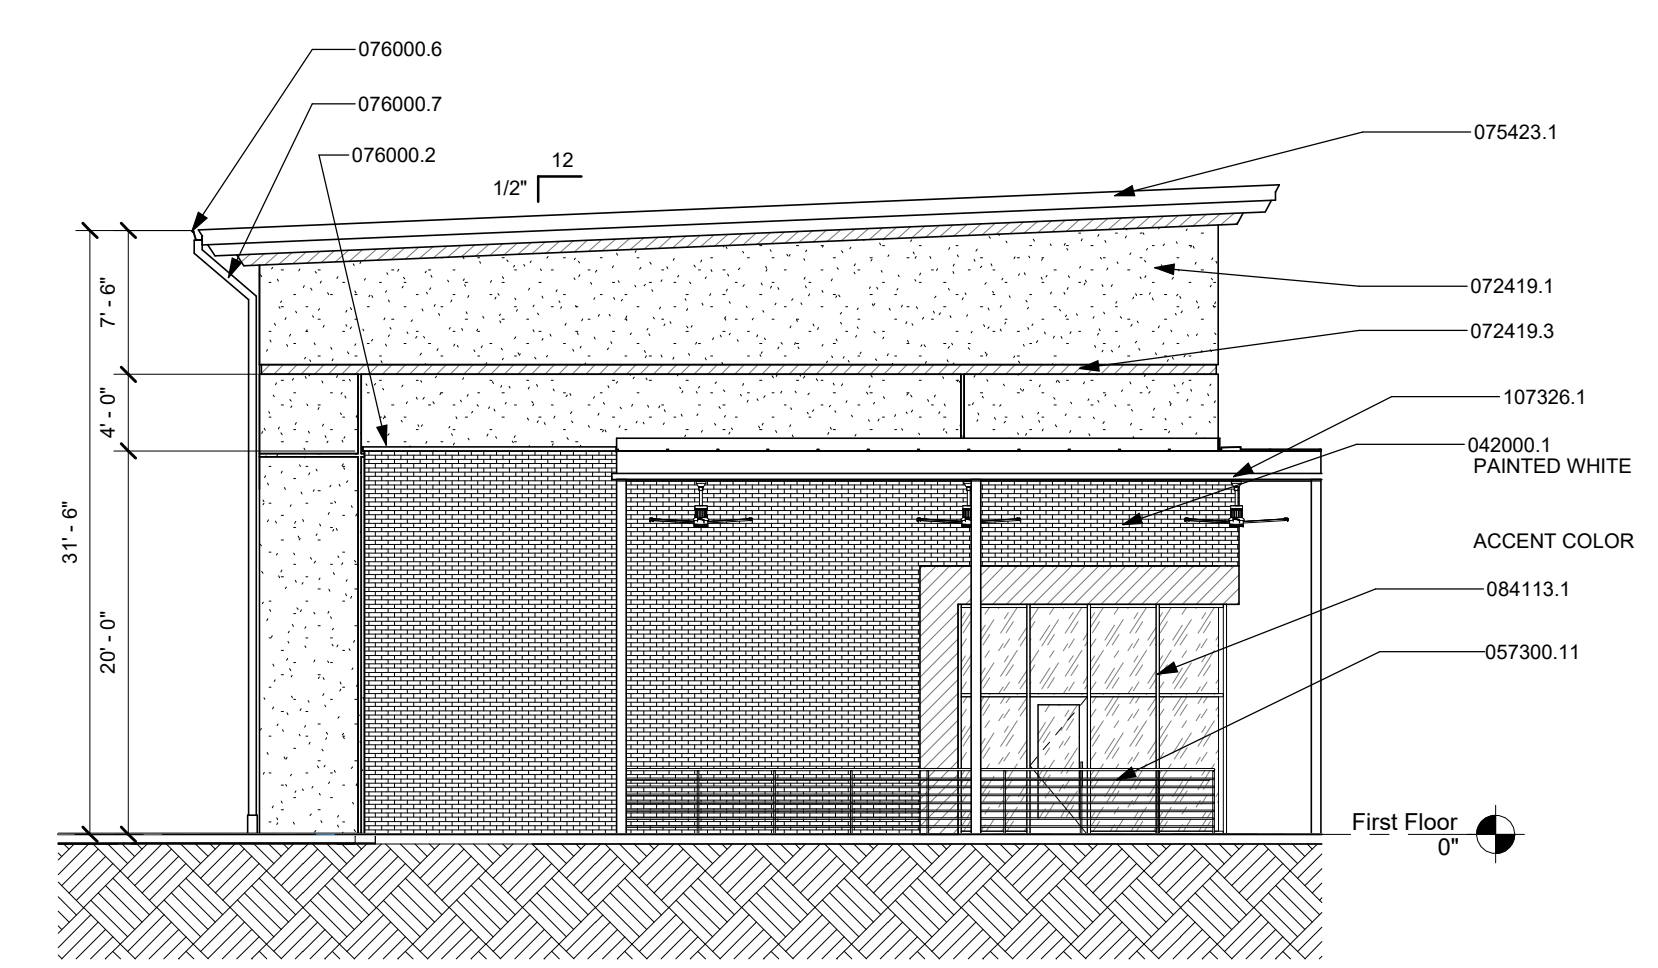 076000.6
076000.7
076000.2
12
1/2"
075423.1
072419.1
072419.3
107326.1
042000.1
PAINTED WHITE
ACCENT COLOR
084113.1
057300.11
7' - 6"
4' - 0"
31' - 6"
20' - 0"
First Floor
0"